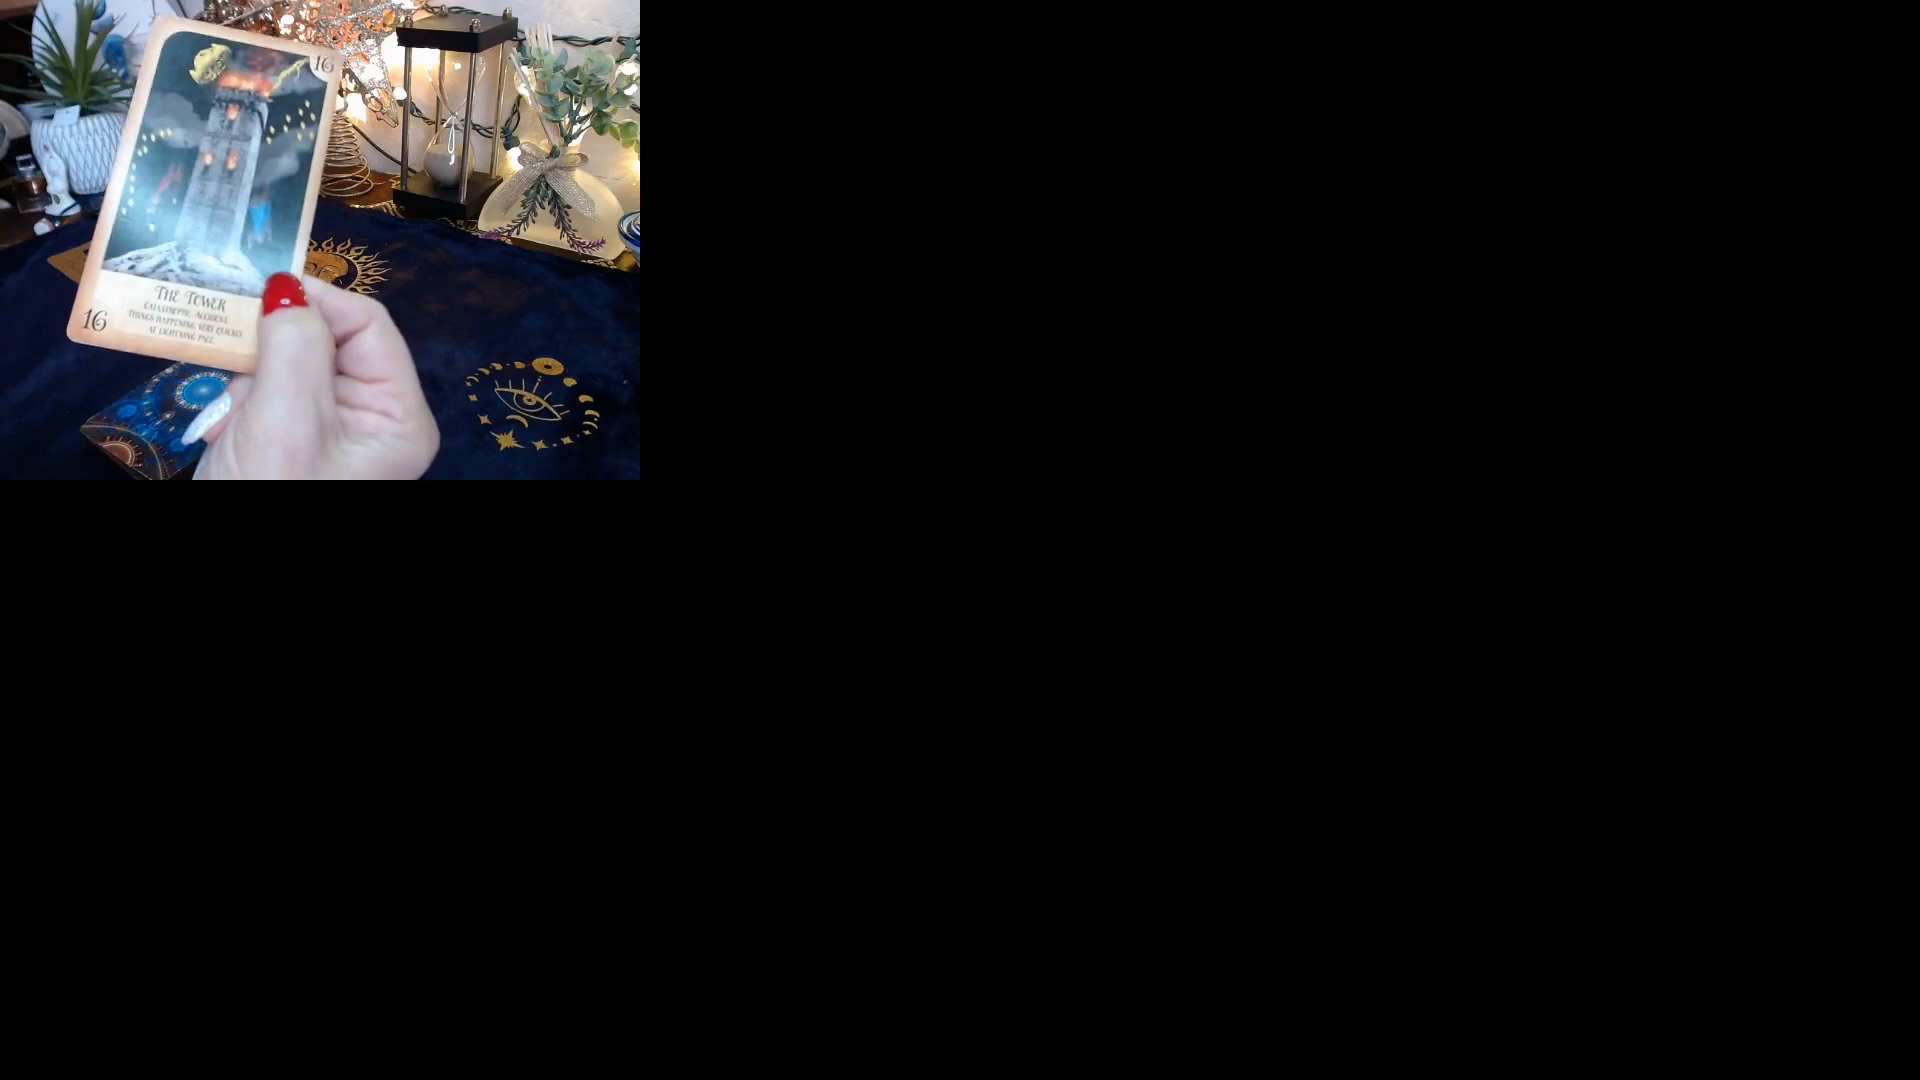 16
THE TOWER
CATASTROPHE. ACCIDENT.
THINGS HAPPENING VERY QUICKLY
AT LIGHTNING PACE.
16